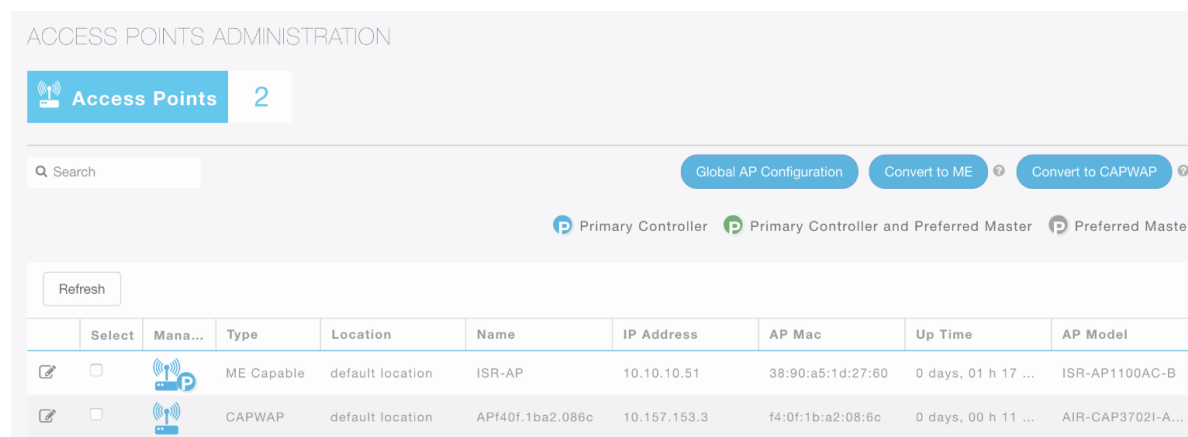 ACCESS POINTS ADMINISTRATION
Access Points 2
Search
Global AP Configuration Convert to ME ? Convert to CAPWAP ?
P Primary Controller P Primary Controller and Preferred Master P Preferred Maste
Refresh
Select Mana... Type Location Name IP Address AP Mac Up Time AP Model
P ME Capable default location ISR-AP 10.10.10.51 38:90:a5:1d:27:60 0 days, 01 h 17 ... ISR-AP1100AC-B
CAPWAP default location APf40f.1ba2.086c 10.157.153.3 f4:0f:1b:a2:08:6c 0 days, 00 h 11 ... AIR-CAP3702I-A...